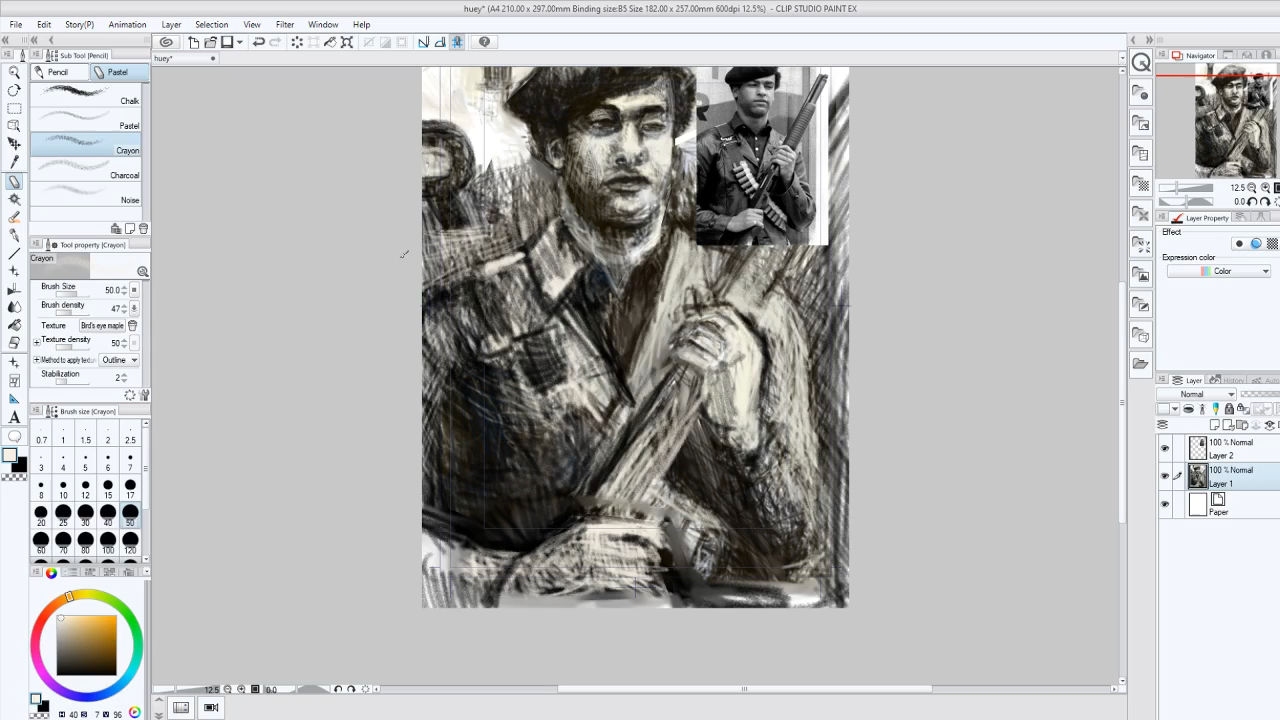 huey* (A4 210.00 x 297.00mm Binding size:B5 Size 182.00 x 257.00mm 600dpi 12.5%) - CLIP STUDIO PAINT EX
File Edit Story(P) Animation Layer Selection View Filter Window Help
Sub Tool [Pencil]
huey*
Navigator
Pencil Pastel
Chalk
Pastel
Crayon
Charcoal
Noise
12.5
0.0
Layer Property
Tool property [Crayon]
Effect
Crayon
Expression color
Color
Brush Size 50.0
Brush density 47
Texture Bird's eye maple
Texture density 50
Outline
Stabilization 2
Layer History
Normal
Brush size [Crayon]
0.7 1 1.5 2 2.5
3 4 5 6 7
8 10 12 15 17
20 25 30 40 50
60 70 80 100 120
100 % Normal
Layer 2
100 % Normal
Layer 1
Paper
R
A
12.5 0.0
40 S 7 V 96